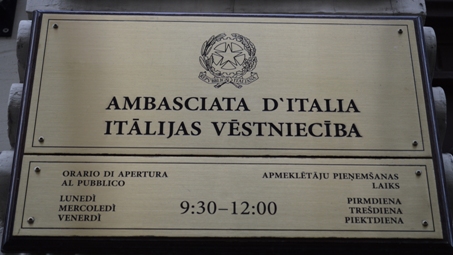 AMBASCIATA D`ITALIA
ITĀLIJAS VĒSTNIECĪBA
ORARIO DI APERTURA
AL PUBBLICO
APMEKLĒTĀJU PIEŅEMŠANAS
LAIKS
LUNEDÌ
MERCOLEDÌ
VENERDÌ
9:30-12:00
PIRMDIENA
TREŠDIENA
PIEKTDIENA